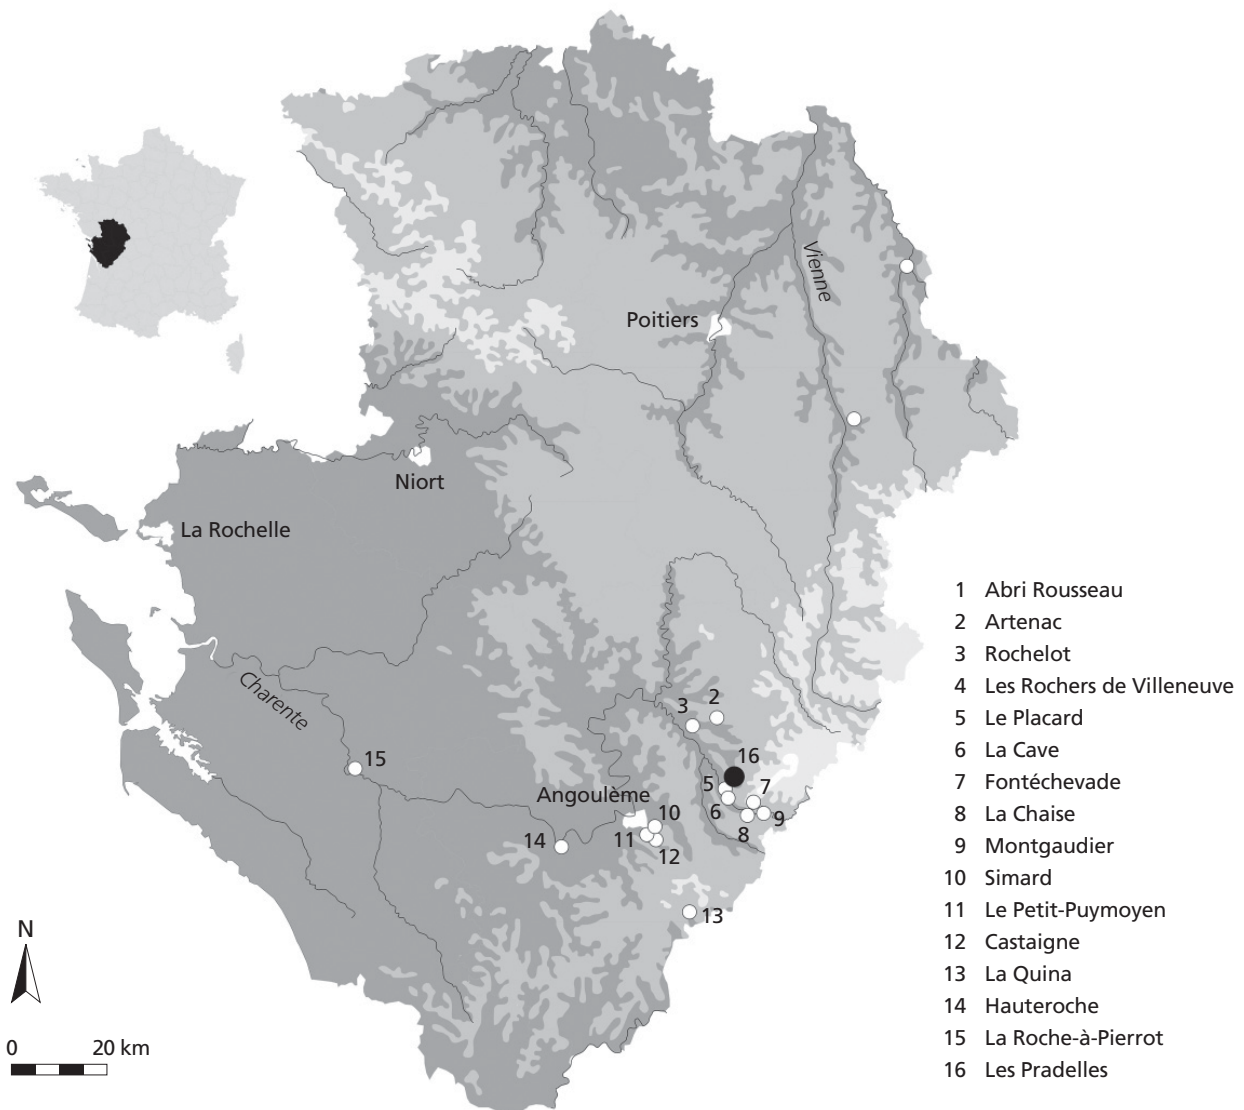 Vienne
Poitiers
Niort
La Rochelle
Charente
3
2
15
16
5
7
Angoulême
6
10
9
8
14
11
12
13
N
0 20 km
1 Abri Rousseau
2 Artenac
3 Rochelot
4 Les Rochers de Villeneuve
5 Le Placard
6 La Cave
7 Fontéchevade
8 La Chaise
9 Montgaudier
10 Simard
11 Le Petit-Puymoyen
12 Castaigne
13 La Quina
14 Hauteroche
15 La Roche-à-Pierrot
16 Les Pradelles